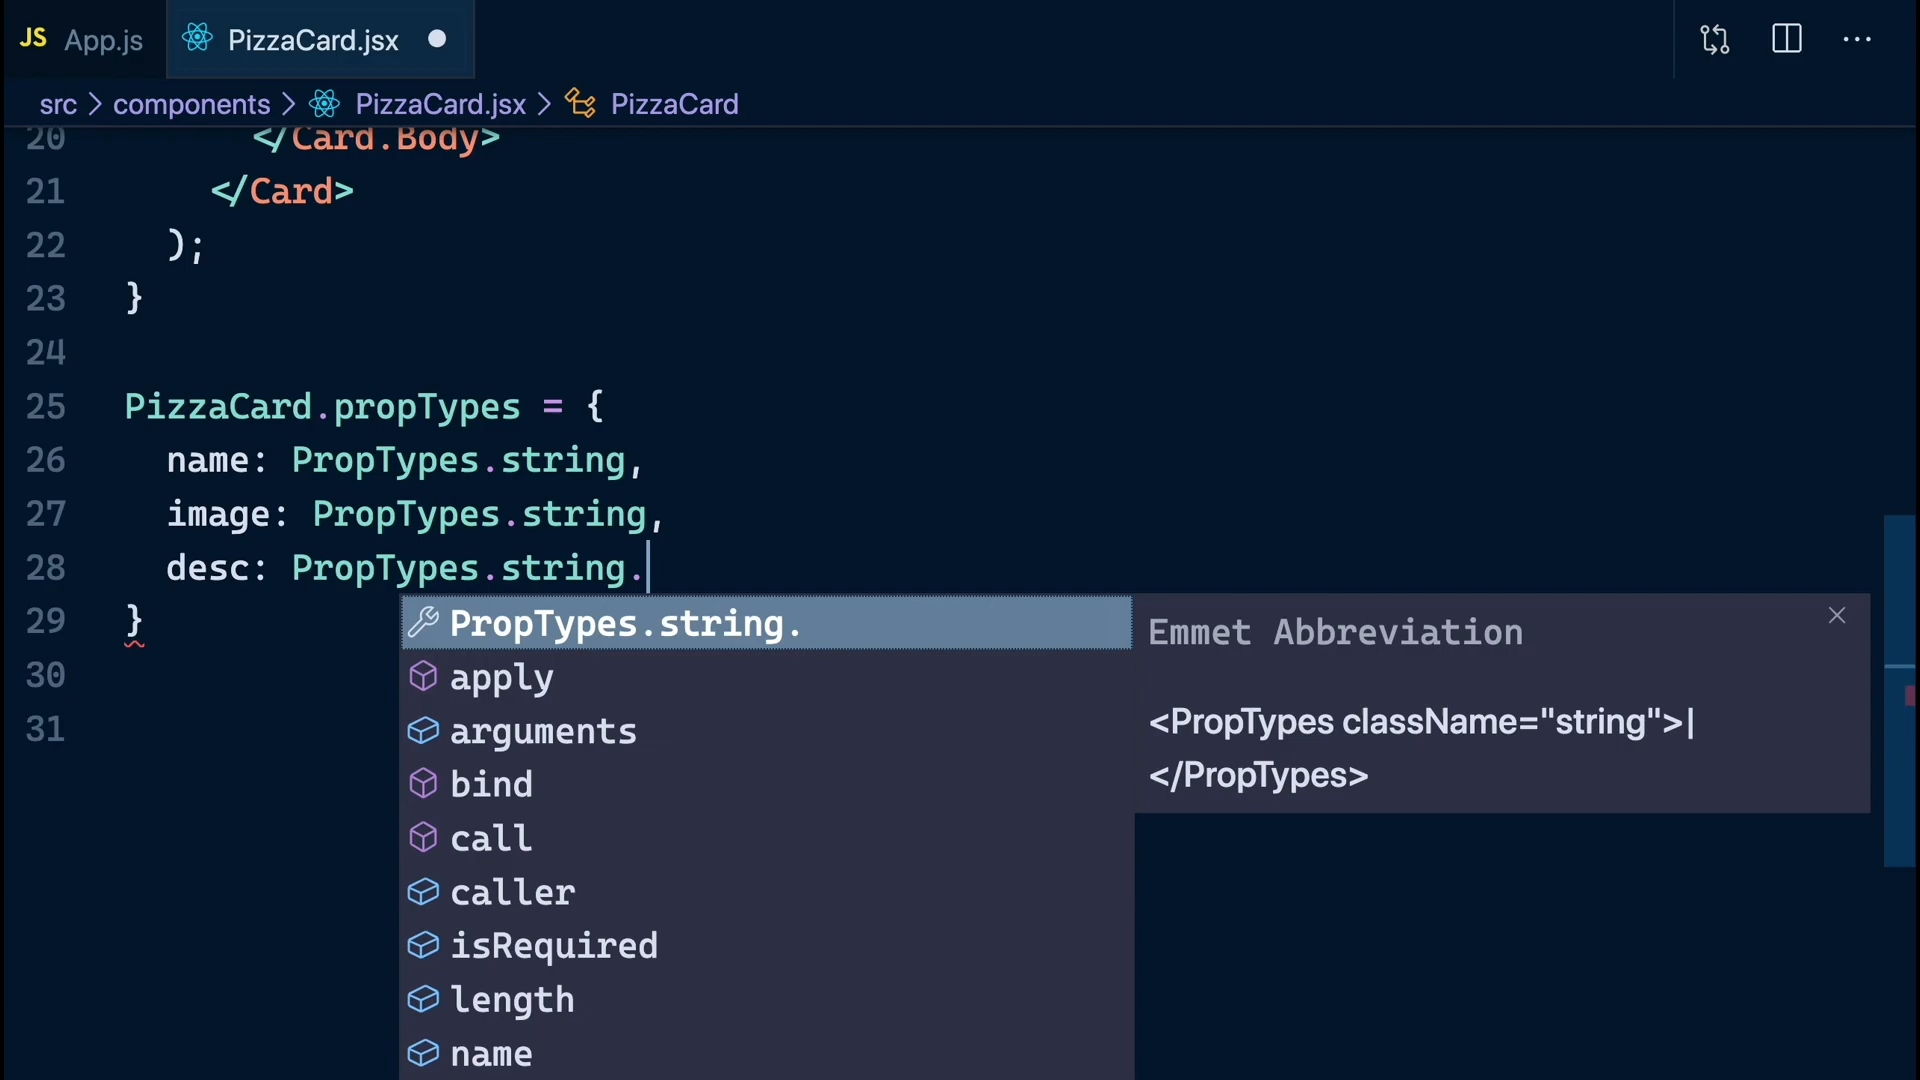 JS App.js PizzaCard.jsx
src > components > PizzaCard.jsx > PizzaCard
20 </Card.Body>
21 </Card>
22 );
23 }
24
25 PizzaCard.propTypes = {
26 name: PropTypes.string,
27 image: PropTypes.string,
28 desc: PropTypes.string.
29 }
30
31
PropTypes.string.
apply
arguments
bind
call
caller
isRequired
length
name
Emmet Abbreviation
<PropTypes className="string">|
</PropTypes>